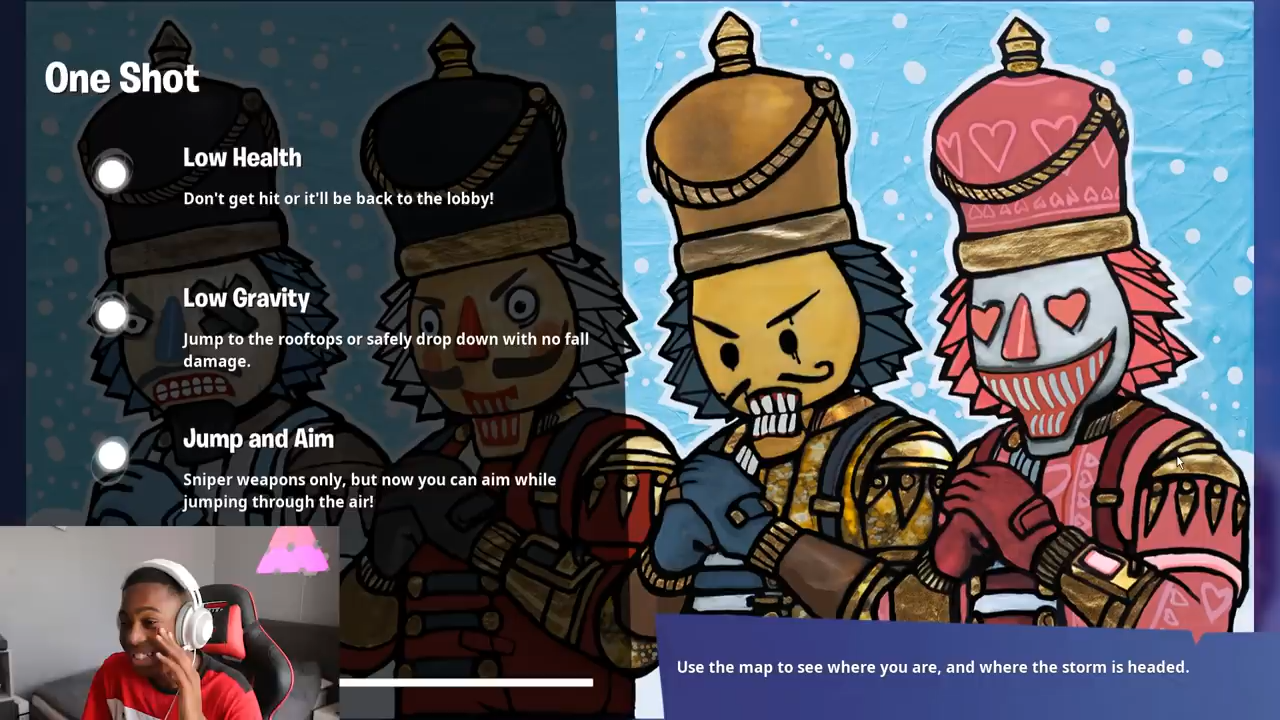 One Shot
Low Health
Don't get hit or it'll be back to the lobby!
Low Gravity
Jump to the rooftops or safely drop down with no fall
damage.
Jump and Aim
Sniper weapons only, but now you can aim while
jumping through the air!
Use the map to see where you are, and where the storm is headed.